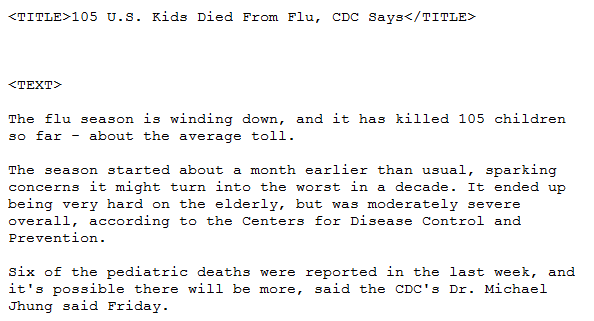 <TITLE>105 U.S. Kids Died From Flu, CDC Says</TITLE>
<TEXT>
The flu season is winding down, and it has killed 105 children
so far - about the average toll.
The season started about a month earlier than usual, sparking
concerns it might turn into the worst in a decade. It ended up
being very hard on the elderly, but was moderately severe
overall, according to the Centers for Disease Control and
Prevention.
Six of the pediatric deaths were reported in the last week, and
it's possible there will be more, said the CDC's Dr. Michael
Jhung said Friday.